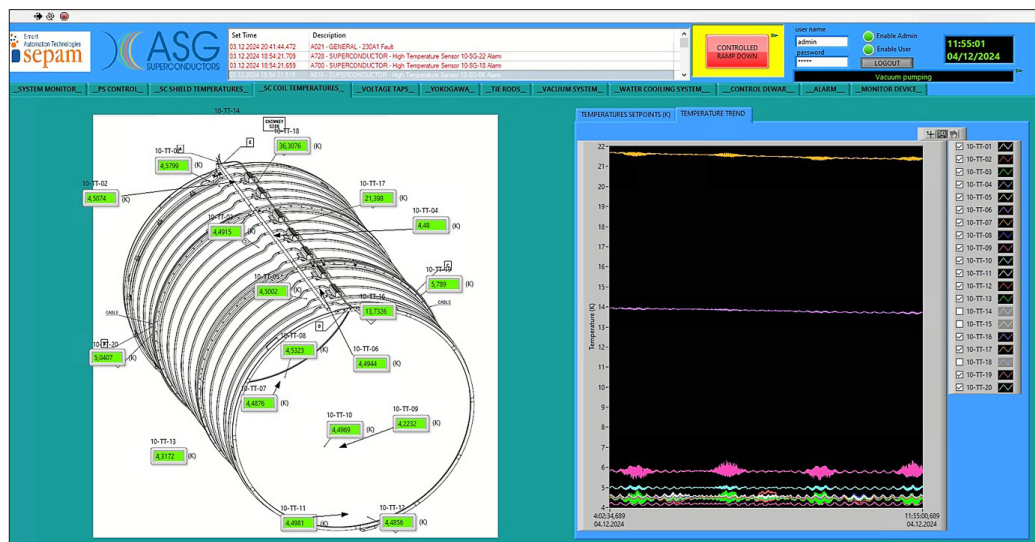 Smart
Automation Technologies
sepam
ASG
SUPERCONDUCTORS
Set Time Description
03.12.2024 20:41:44,472 A021 - GENERAL - 230A1 Fault
03.12.2024 18:54:21,709 A728 - SUPERCONDUCTOR - High Temperature Sensor 10-SG-22 Alarm
03.12.2024 18:54:21,659 A700 - SUPERCONDUCTOR - High Temperature Sensor 10-SG-18 Alarm
CONTROLLED
RAMP DOWN
user name
admin
password
*****
Enable Admin
Enable User
LOGOUT
11:55:01
04/12/2024
Vacuum pumping
_SYSTEM MONITOR_ _PS CONTROL_ _SC SHIELD TEMPERATURES_ _SC COIL TEMPERATURES_ _VOLTAGE TAPS_ _YOKOGAWA_ _TIE RODS_ _VACUUM SYSTEM_ _WATER COOLING SYSTEM_ _CONTROL DEWAR_ _ALARM_ _MONITOR DEVICE_
10-TT-14
CHIMNEY
SIDE
10-TT-18
36,3076 (K)
4,5799 (K)
10-TT-02
4,5074 (K)
10-TT-17
21,398 (K)
10-TT-03
4,4915 (K)
10-TT-04
4,48 (K)
5,789 (K)
10-TT-05
4,5002 (K)
10-TT-16
13,7326 (K)
CABLE
CABLE
10-TT-20
5,0407 (K)
10-TT-08
4,5323 (K)
10-TT-06
4,4944 (K)
10-TT-07
4,4876 (K)
10-TT-10
4,4969 (K)
10-TT-09
4,2232 (K)
10-TT-13
4,3172 (K)
10-TT-11
4,4981 (K)
10-TT-12
4,4856 (K)
TEMPERATURES SETPOINTS (K) TEMPERATURE TREND
Temperature (K)
22
21
20
19
18
17
16
15
14
13
12
11
10
9
8
7
6
5
4
4:02:34,689
04.12.2024
11:55:00,689
04.12.2024
10-TT-01
10-TT-02
10-TT-03
10-TT-04
10-TT-05
10-TT-06
10-TT-07
10-TT-08
10-TT-09
10-TT-10
10-TT-11
10-TT-12
10-TT-13
10-TT-14
10-TT-15
10-TT-16
10-TT-17
10-TT-18
10-TT-19
10-TT-20